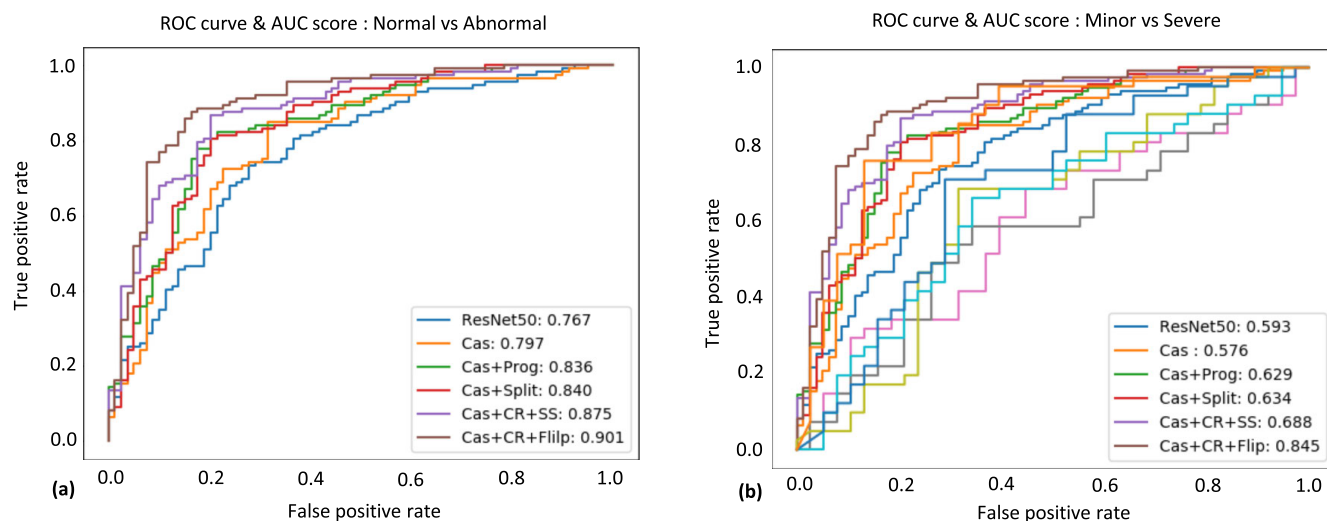 ROC curve & AUC score : Normal vs Abnormal
1.0
0.8
0.6
0.4
0.2
0.0
True positive rate
ResNet50: 0.767
Cas: 0.797
Cas+Prog: 0.836
Cas+Split: 0.840
Cas+CR+SS: 0.875
Cas+CR+Flilp: 0.901
(a)
0.0 0.2 0.4 0.6 0.8 1.0
False positive rate
ROC curve & AUC score : Minor vs Severe
1.0
0.8
0.6
0.4
0.2
0.0
True positive rate
ResNet50: 0.593
Cas : 0.576
Cas+Prog: 0.629
Cas+Split: 0.634
Cas+CR+SS: 0.688
Cas+CR+Flip: 0.845
(b)
0.0 0.2 0.4 0.6 0.8 1.0
False positive rate